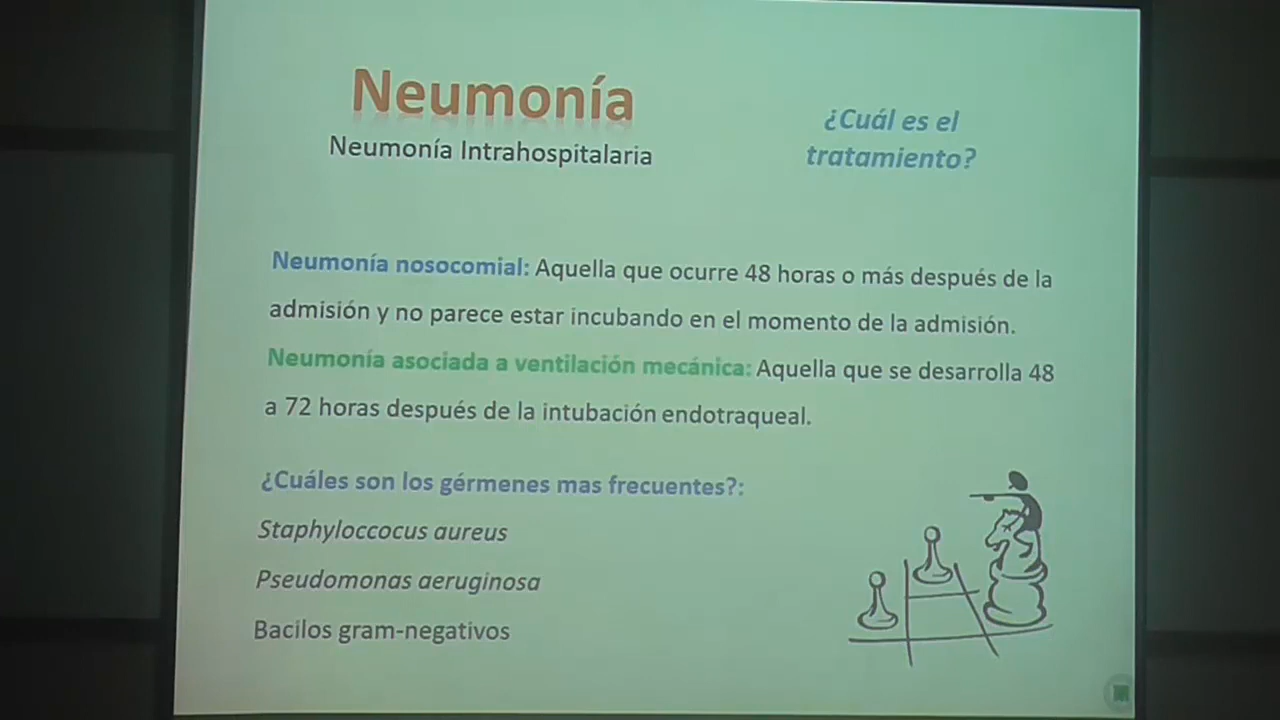 Neumonía
Neumonía Intrahospitalaria
¿Cuál es el
tratamiento?
Neumonía nosocomial: Aquella que ocurre 48 horas o más después de la
admisión y no parece estar incubando en el momento de la admisión.
Neumonía asociada a ventilación mecánica: Aquella que se desarrolla 48
a 72 horas después de la intubación endotraqueal.
¿Cuáles son los gérmenes mas frecuentes?:
Staphyloccocus aureus
Pseudomonas aeruginosa
Bacilos gram-negativos